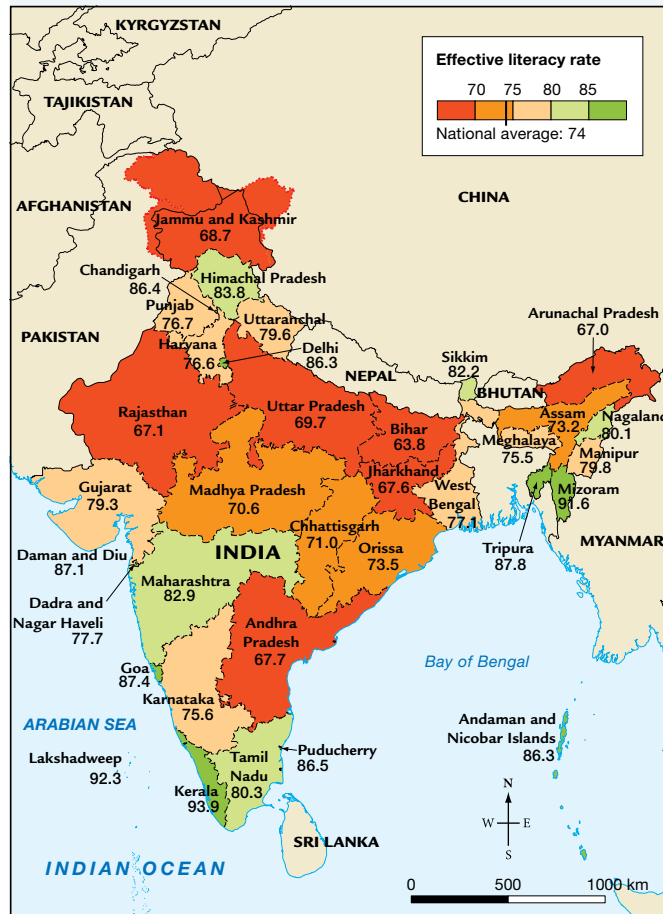 KYRGYZSTAN
Effective literacy rate
70 75 80 85
National average: 74
TAJIKISTAN
AFGHANISTAN
CHINA
Jammu and Kashmir
68.7
Chandigarh
86.4
Himachal Pradesh
83.8
Punjab
76.7
Uttaranchal
79.6
Arunachal Pradesh
67.0
PAKISTAN
Haryana
76.6
Delhi
86.3
NEPAL
Sikkim
82.2
BHUTAN
Rajasthan
67.1
Uttar Pradesh
69.7
Bihar
63.8
Assam
73.2
Nagaland
80.1
Meghalaya
75.5
Manipur
79.8
Jharkhand
67.6
Gujarat
79.3
Madhya Pradesh
70.6
West
Bengal
77.1
Mizoram
91.6
Chhattisgarh
71.0
Orissa
73.5
Tripura
87.8
MYANMAR
Daman and Diu
87.1
INDIA
Maharashtra
82.9
Dadra and
Nagar Haveli
77.7
Andhra
Pradesh
67.7
Bay of Bengal
Goa
87.4
Karnataka
75.6
ARABIAN SEA
Andaman and
Nicobar Islands
86.3
Lakshadweep
92.3
Tamil
Nadu
80.3
Puducherry
86.5
Kerala
93.9
N
W E
S
SRI LANKA
INDIAN OCEAN
0 500 1000 km